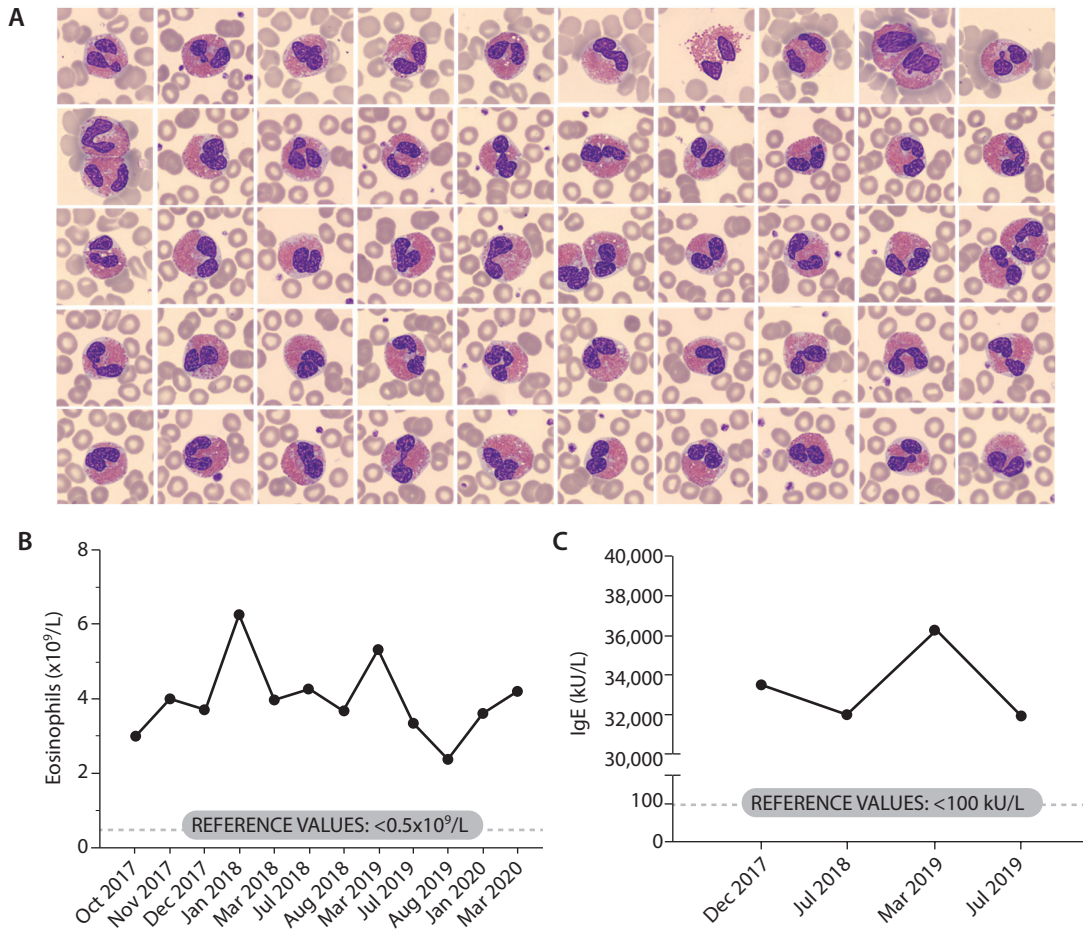 A
B
8
6
4
2
0
Eosinophils (x10⁹/L)
REFERENCE VALUES: <0.5x10⁹/L
Oct 2017
Nov 2017
Dec 2017
Jan 2018
Mar 2018
Jul 2018
Aug 2018
Mar 2019
Jul 2019
Aug 2019
Jan 2020
Mar 2020
C
40,000
38,000
36,000
34,000
32,000
30,000
100
0
IgE (kU/L)
REFERENCE VALUES: <100 kU/L
Dec 2017
Jul 2018
Mar 2019
Jul 2019